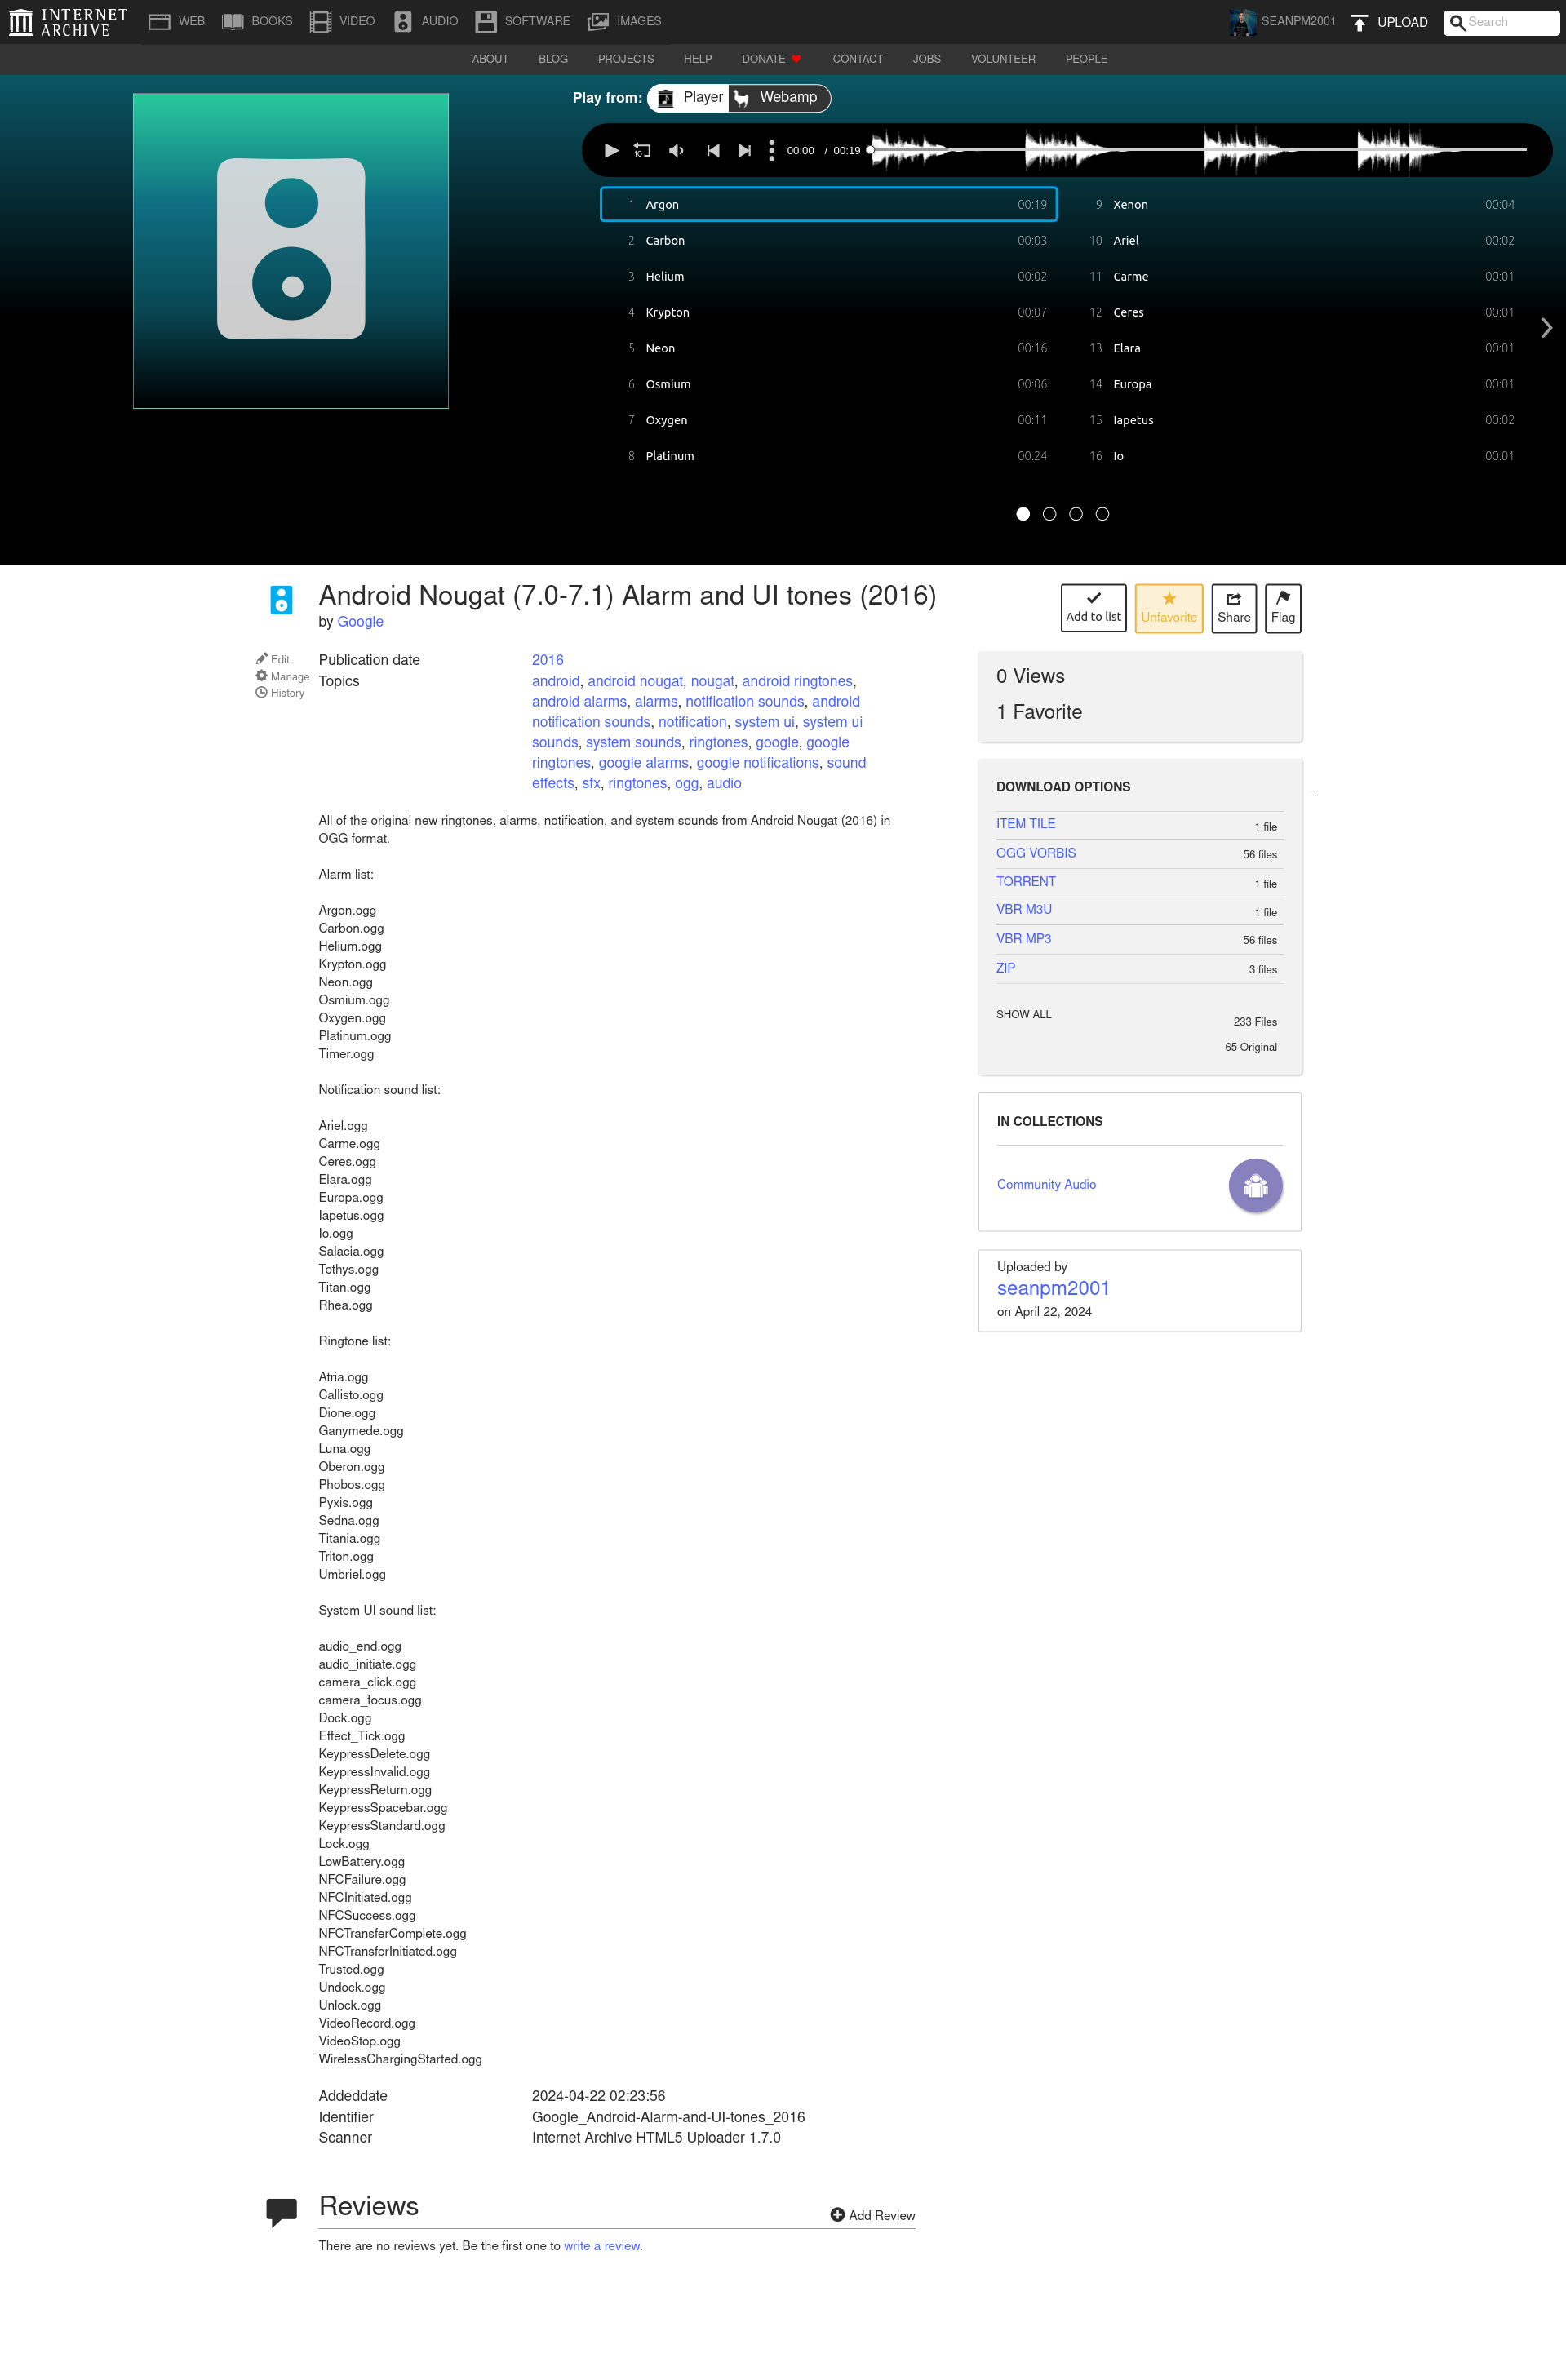 INTERNET ARCHIVE WEB BOOKS VIDEO AUDIO SOFTWARE IMAGES SEANPM2001 UPLOAD Search
ABOUT BLOG PROJECTS HELP DONATE CONTACT JOBS VOLUNTEER PEOPLE
Play from: Player Webamp
10 00:00 / 00:19
1 Argon 00:19
2 Carbon 00:03
3 Helium 00:02
4 Krypton 00:07
5 Neon 00:16
6 Osmium 00:06
7 Oxygen 00:11
8 Platinum 00:24
9 Xenon 00:04
10 Ariel 00:02
11 Carme 00:01
12 Ceres 00:01
13 Elara 00:01
14 Europa 00:01
15 Iapetus 00:02
16 Io 00:01
Android Nougat (7.0-7.1) Alarm and UI tones (2016)
by Google
Add to list Unfavorite Share Flag
Edit
Manage
History
Publication date 2016
Topics android, android nougat, nougat, android ringtones,
android alarms, alarms, notification sounds, android
notification sounds, notification, system ui, system ui
sounds, system sounds, ringtones, google, google
ringtones, google alarms, google notifications, sound
effects, sfx, ringtones, ogg, audio
All of the original new ringtones, alarms, notification, and system sounds from Android Nougat (2016) in
OGG format.
Alarm list:
Argon.ogg
Carbon.ogg
Helium.ogg
Krypton.ogg
Neon.ogg
Osmium.ogg
Oxygen.ogg
Platinum.ogg
Timer.ogg
Notification sound list:
Ariel.ogg
Carme.ogg
Ceres.ogg
Elara.ogg
Europa.ogg
Iapetus.ogg
Io.ogg
Salacia.ogg
Tethys.ogg
Titan.ogg
Rhea.ogg
Ringtone list:
Atria.ogg
Callisto.ogg
Dione.ogg
Ganymede.ogg
Luna.ogg
Oberon.ogg
Phobos.ogg
Pyxis.ogg
Sedna.ogg
Titania.ogg
Triton.ogg
Umbriel.ogg
System UI sound list:
audio_end.ogg
audio_initiate.ogg
camera_click.ogg
camera_focus.ogg
Dock.ogg
Effect_Tick.ogg
KeypressDelete.ogg
KeypressInvalid.ogg
KeypressReturn.ogg
KeypressSpacebar.ogg
KeypressStandard.ogg
Lock.ogg
LowBattery.ogg
NFCFailure.ogg
NFCInitiated.ogg
NFCSuccess.ogg
NFCTransferComplete.ogg
NFCTransferInitiated.ogg
Trusted.ogg
Undock.ogg
Unlock.ogg
VideoRecord.ogg
VideoStop.ogg
WirelessChargingStarted.ogg
Addeddate 2024-04-22 02:23:56
Identifier Google_Android-Alarm-and-UI-tones_2016
Scanner Internet Archive HTML5 Uploader 1.7.0
0 Views
1 Favorite
DOWNLOAD OPTIONS
ITEM TILE 1 file
OGG VORBIS 56 files
TORRENT 1 file
VBR M3U 1 file
VBR MP3 56 files
ZIP 3 files
SHOW ALL 233 Files
65 Original
IN COLLECTIONS
Community Audio
Uploaded by
seanpm2001
on April 22, 2024
Reviews
Add Review
There are no reviews yet. Be the first one to write a review.